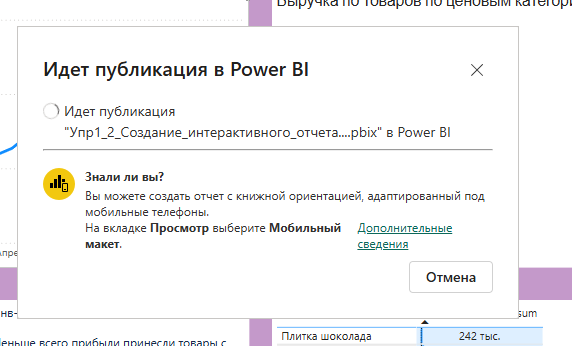 Выручка по товаров по ценовым категори
Идет публикация в Power BI
Идет публикация
"Упр1_2_Создание_интерактивного_отчета....pbix" в Power BI
Знали ли вы?
Вы можете создать отчет с книжной ориентацией, адаптированный под
мобильные телефоны.
На вкладке Просмотр выберите Мобильный
макет.
Дополнительные
сведения
Апре
Отмена
нв-
sum
Плитка шоколада
242 тыс.
еньше всего прибыли принесли товары с